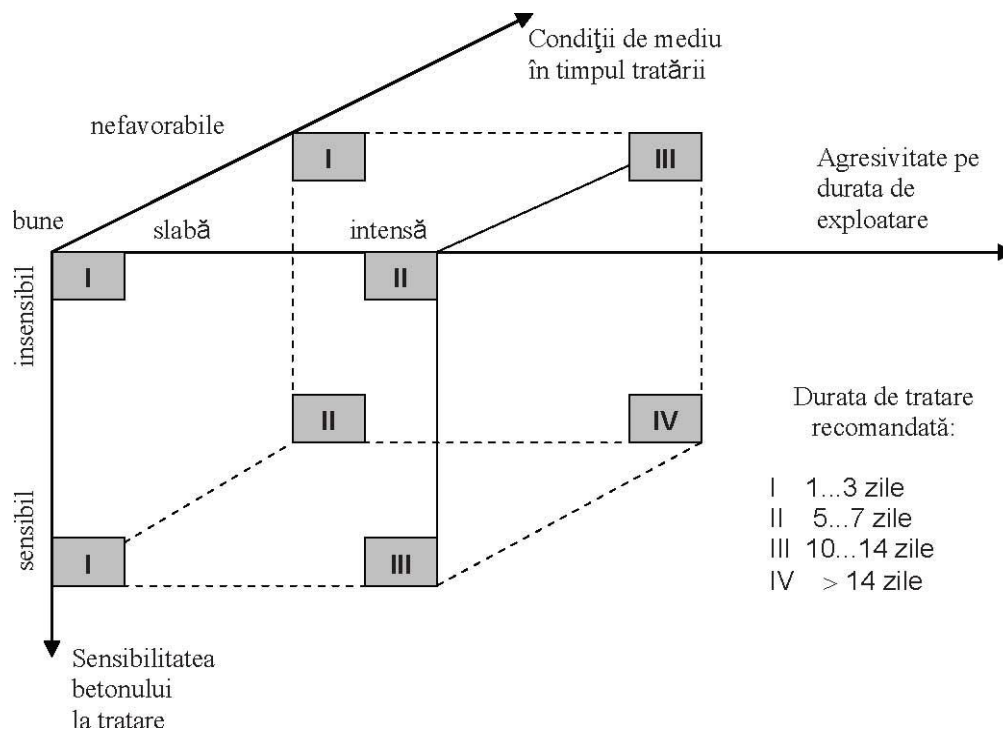 Condiţii de mediu
în timpul tratării
nefavorabile
I
III
Agresivitate pe
durata de
exploatare
bune
slabă
intensă
I
II
insensibil
II
IV
Durata de tratare
recomandată:
I 1...3 zile
II 5...7 zile
III 10...14 zile
IV > 14 zile
sensibil
I
III
Sensibilitatea
betonului
la tratare